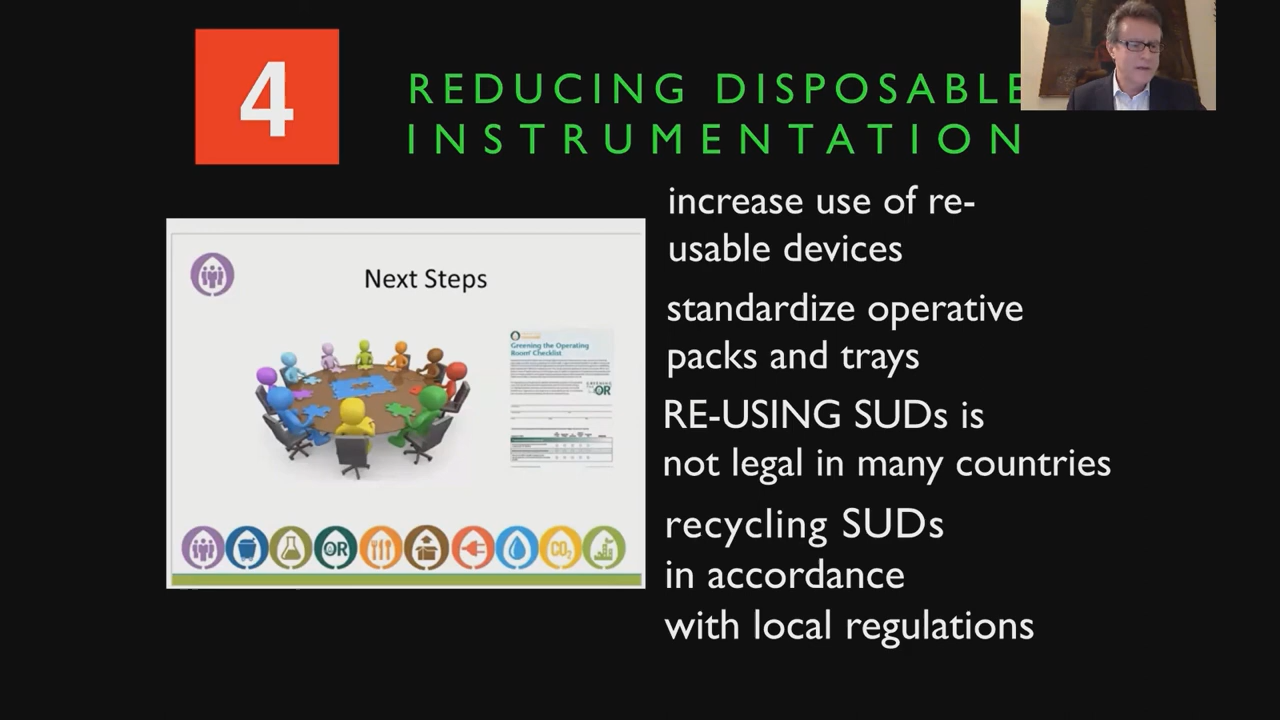 4
REDUCING DISPOSABLE
INSTRUMENTATION
increase use of re-
usable devices
standardize operative
packs and trays
RE-USING SUDs is
not legal in many countries
recycling SUDs
in accordance
with local regulations
Next Steps
Greening the Operating
Room Checklist
OR
OR
CO2